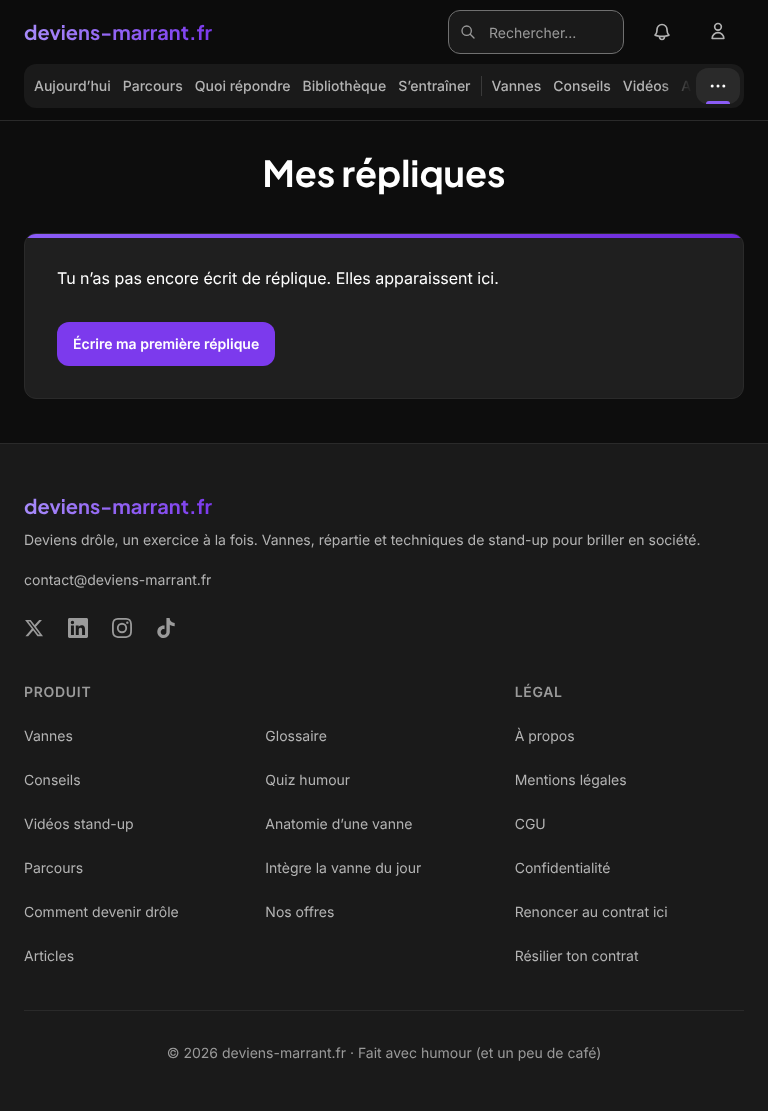 deviens-marrant.fr
Rechercher...
Aujourd’hui Parcours Quoi répondre Bibliothèque S’entraîner Vannes Conseils Vidéos
Mes répliques
Tu n’as pas encore écrit de réplique. Elles apparaissent ici.
Écrire ma première réplique
deviens-marrant.fr
Deviens drôle, un exercice à la fois. Vannes, répartie et techniques de stand-up pour briller en société.
contact@deviens-marrant.fr
PRODUIT
Vannes
Conseils
Vidéos stand-up
Parcours
Comment devenir drôle
Articles
Glossaire
Quiz humour
Anatomie d’une vanne
Intègre la vanne du jour
Nos offres
LÉGAL
À propos
Mentions légales
CGU
Confidentialité
Renoncer au contrat ici
Résilier ton contrat
© 2026 deviens-marrant.fr · Fait avec humour (et un peu de café)